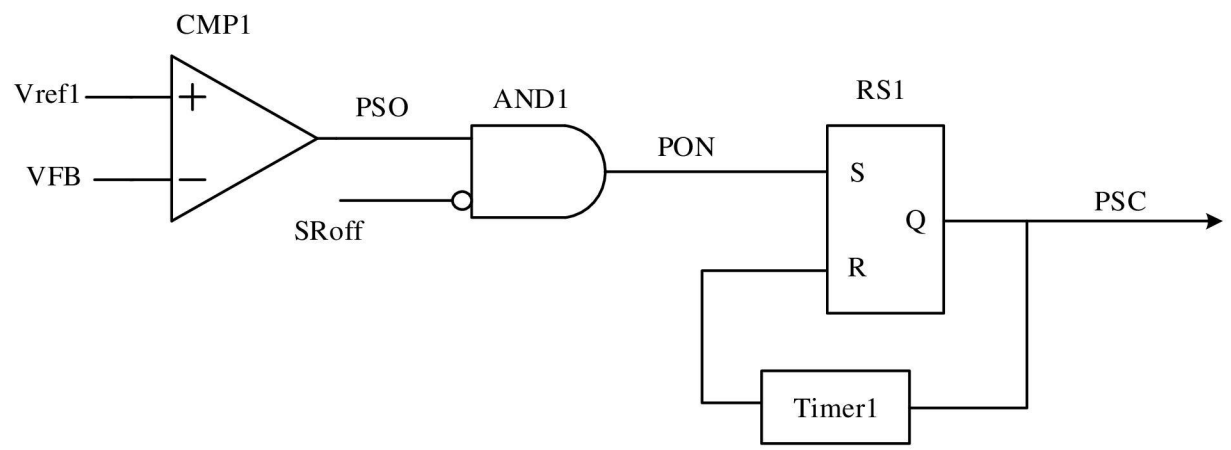 CMP1
Vref1
+
VFB
−
PSO
AND1
SRoff
PON
RS1
S
R
Q
PSC
Timer1